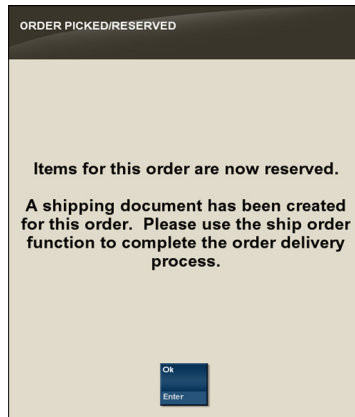 ORDER PICKED/RESERVED
Items for this order are now reserved.
A shipping document has been created
for this order.  Please use the ship order
function to complete the order delivery
process.
Ok
Enter